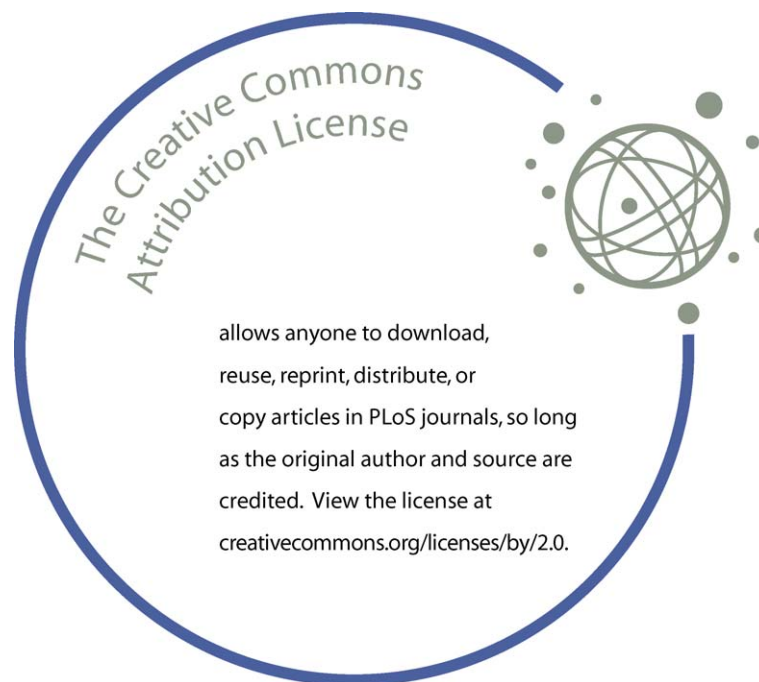 The Creative Commons
Attribution License
allows anyone to download,
reuse, reprint, distribute, or
copy articles in PLoS journals, so long
as the original author and source are
credited. View the license at
creativecommons.org/licenses/by/2.0.